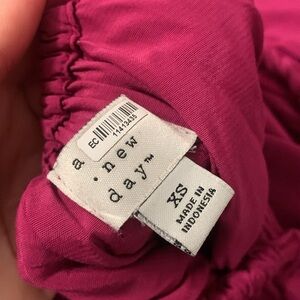 EC
11413435
a
· new
day™
XS
MADE IN
INDONESIA